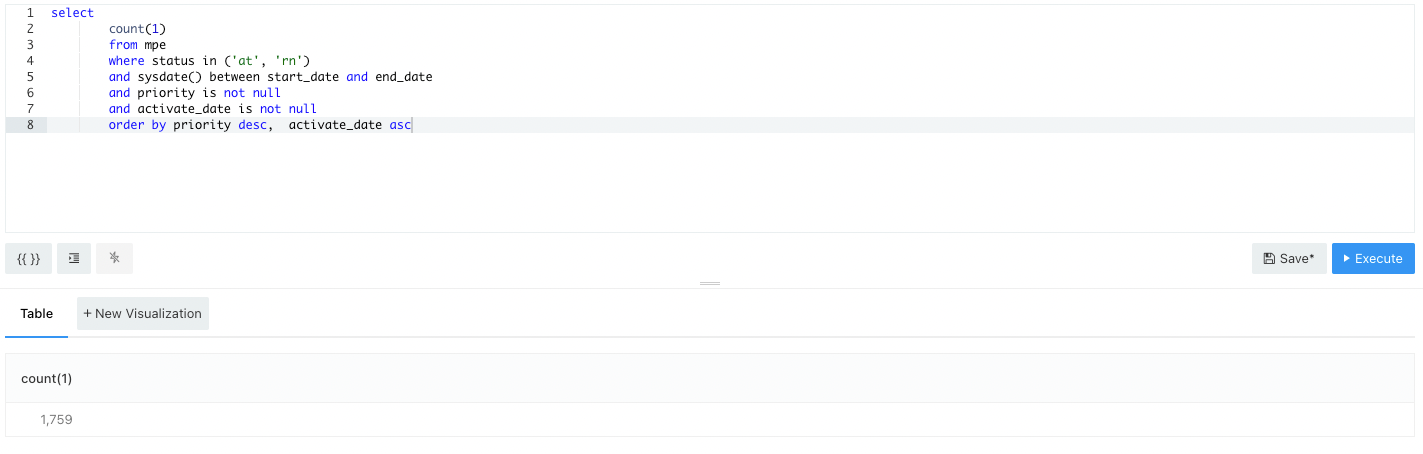 1 select
2 count(1)
3 from mpe
4 where status in ('at', 'rn')
5 and sysdate() between start_date and end_date
6 and priority is not null
7 and activate_date is not null
8 order by priority desc,  activate_date asc
{{ }} Save* Execute
Table + New Visualization
count(1)
1,759